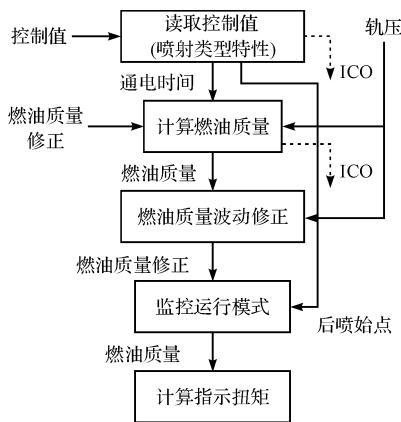 读取控制值
(喷射类型特性)
控制值
轨压
ICO
通电时间
燃油质量
修正
计算燃油质量
ICO
燃油质量
燃油质量波动修正
燃油质量修正
监控运行模式
后喷始点
燃油质量
计算指示扭矩